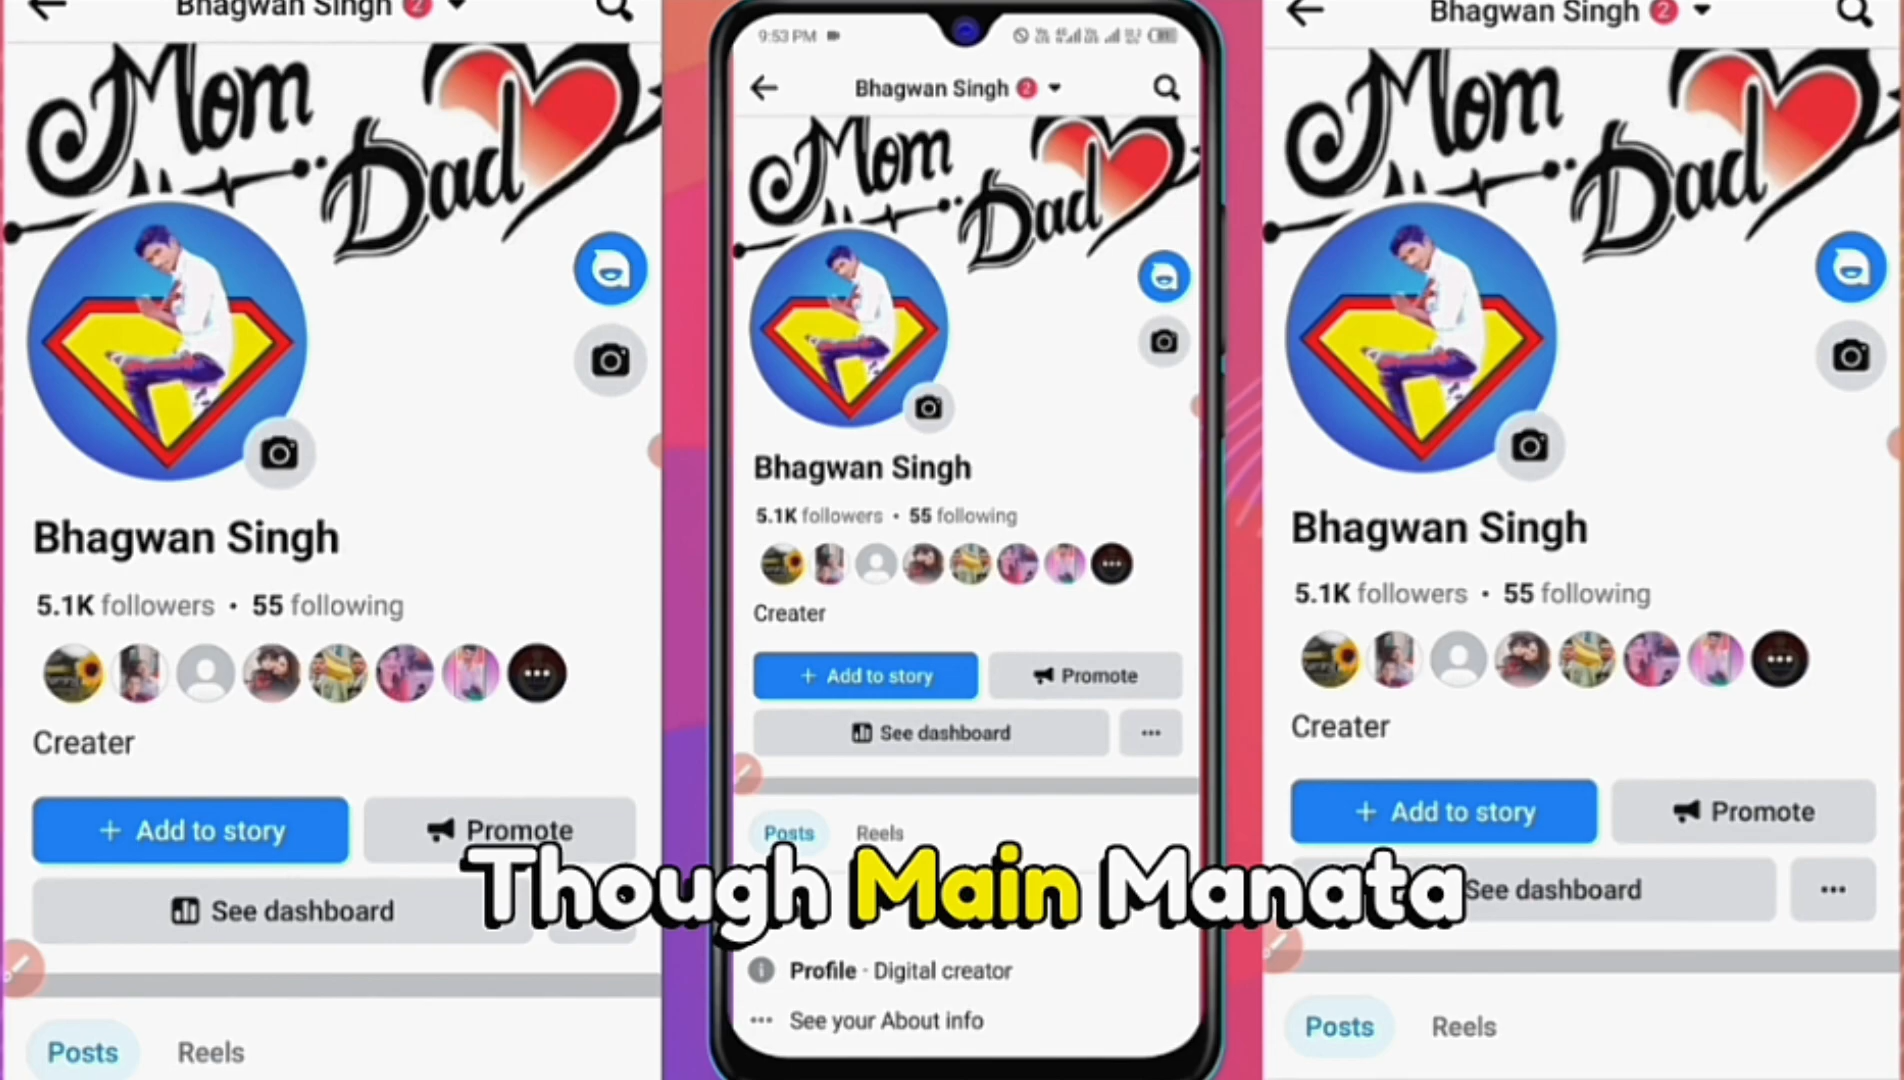 Bhagwan Singh 2
Mom
Dad
Bhagwan Singh
5.1K followers • 55 following
Creater
+ Add to story
Promote
See dashboard
Posts
Reels
9:53 PM
Bhagwan Singh 2
Mom
Dad
Bhagwan Singh
5.1K followers • 55 following
Creater
+ Add to story
Promote
See dashboard
Posts
Reels
Though Main Manata
Profile · Digital creator
See your About info
Bhagwan Singh 2
Mom
Dad
Bhagwan Singh
5.1K followers • 55 following
Creater
+ Add to story
Promote
See dashboard
Posts
Reels